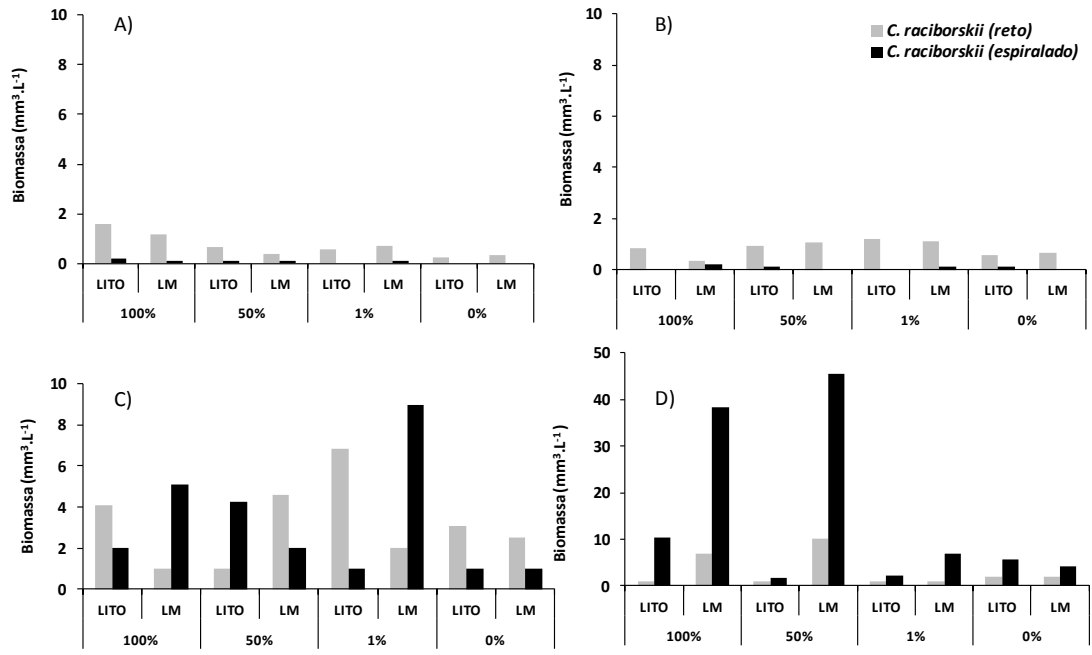 A)
Biomassa (mm³.L⁻¹)
10
8
6
4
2
0
LITO LM LITO LM LITO LM LITO LM
100% 50% 1% 0%
B)
C. raciborskii (reto)
C. raciborskii (espiralado)
Biomassa (mm³.L⁻¹)
10
8
6
4
2
0
LITO LM LITO LM LITO LM LITO LM
100% 50% 1% 0%
C)
Biomassa (mm³.L⁻¹)
10
8
6
4
2
0
LITO LM LITO LM LITO LM LITO LM
100% 50% 1% 0%
D)
Biomassa (mm³.L⁻¹)
50
40
30
20
10
0
LITO LM LITO LM LITO LM LITO LM
100% 50% 1% 0%